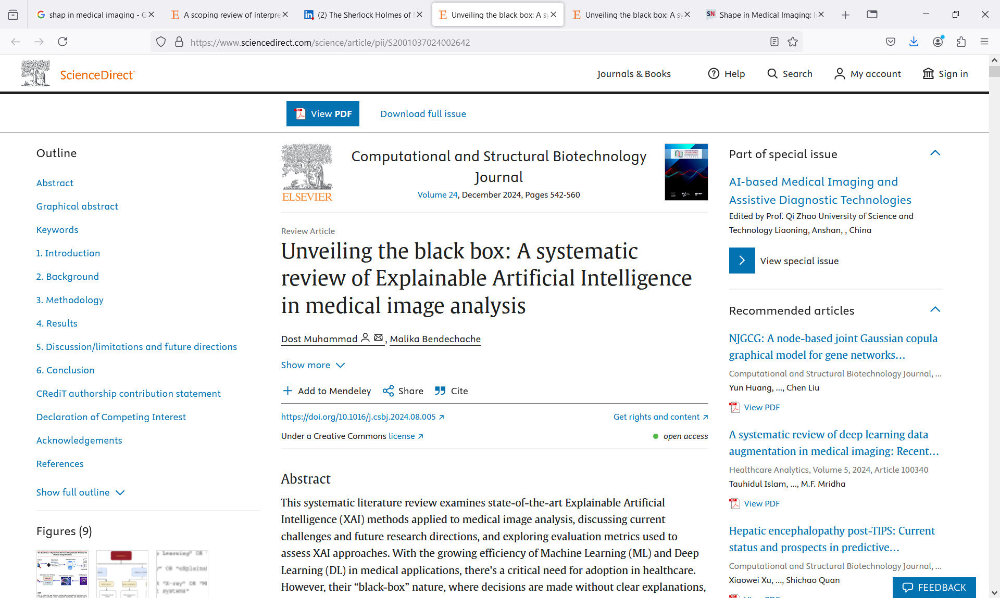 shap in medical imaging - G
A scoping review of interpre
(2) The Sherlock Holmes of
Unveiling the black box: A sy
Unveiling the black box: A sy
SN Shape in Medical Imaging: I
https://www.sciencedirect.com/science/article/pii/S2001037024002642
ScienceDirect
Journals & Books
Help
Search
My account
Sign in
View PDF
Download full issue
Outline
Abstract
Graphical abstract
Keywords
1. Introduction
2. Background
3. Methodology
4. Results
5. Discussion/limitations and future directions
6. Conclusion
CRediT authorship contribution statement
Declaration of Competing Interest
Acknowledgements
References
Show full outline
Figures (9)
ELSEVIER
Computational and Structural Biotechnology
Journal
Volume 24, December 2024, Pages 542-560
Review Article
Unveiling the black box: A systematic
review of Explainable Artificial Intelligence
in medical image analysis
Dost Muhammad, Malika Bendechache
Show more
Add to Mendeley
Share
Cite
https://doi.org/10.1016/j.csbj.2024.08.005
Get rights and content
Under a Creative Commons license
open access
Abstract
This systematic literature review examines state-of-the-art Explainable Artificial
Intelligence (XAI) methods applied to medical image analysis, discussing current
challenges and future research directions, and exploring evaluation metrics used to
assess XAI approaches. With the growing efficiency of Machine Learning (ML) and Deep
Learning (DL) in medical applications, there's a critical need for adoption in healthcare.
However, their “black-box” nature, where decisions are made without clear explanations,
Part of special issue
AI-based Medical Imaging and
Assistive Diagnostic Technologies
Edited by Prof. Qi Zhao University of Science and
Technology Liaoning, Anshan, , China
View special issue
Recommended articles
NJGCG: A node-based joint Gaussian copula
graphical model for gene networks…
Computational and Structural Biotechnology Journal, ...
Yun Huang, …, Chen Liu
View PDF
A systematic review of deep learning data
augmentation in medical imaging: Recent…
Healthcare Analytics, Volume 5, 2024, Article 100340
Tauhidul Islam, …, M.F. Mridha
View PDF
Hepatic encephalopathy post-TIPS: Current
status and prospects in predictive…
Computational and Structural Biotechnology Journal, ...
Xiaowei Xu, …, Shichao Quan
FEEDBACK